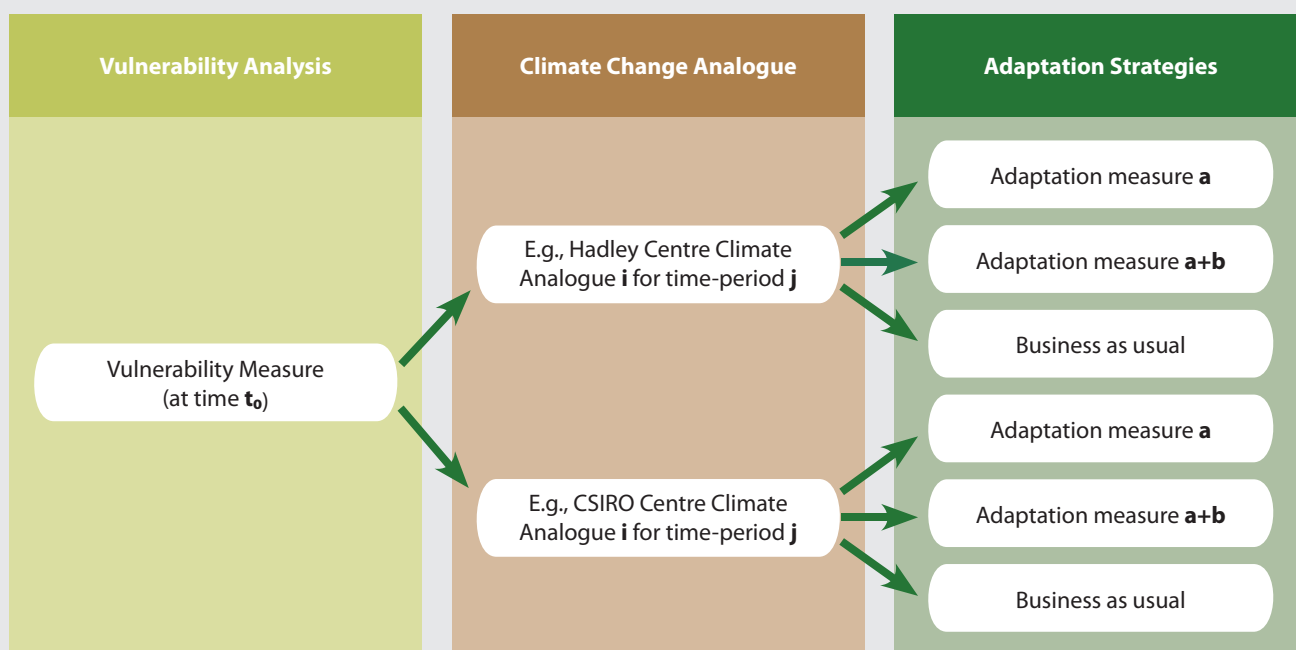 Vulnerability Analysis
Climate Change Analogue
Adaptation Strategies
Vulnerability Measure
(at time t₀)
E.g., Hadley Centre Climate
Analogue i for time-period j
E.g., CSIRO Centre Climate
Analogue i for time-period j
Adaptation measure a
Adaptation measure a+b
Business as usual
Adaptation measure a
Adaptation measure a+b
Business as usual